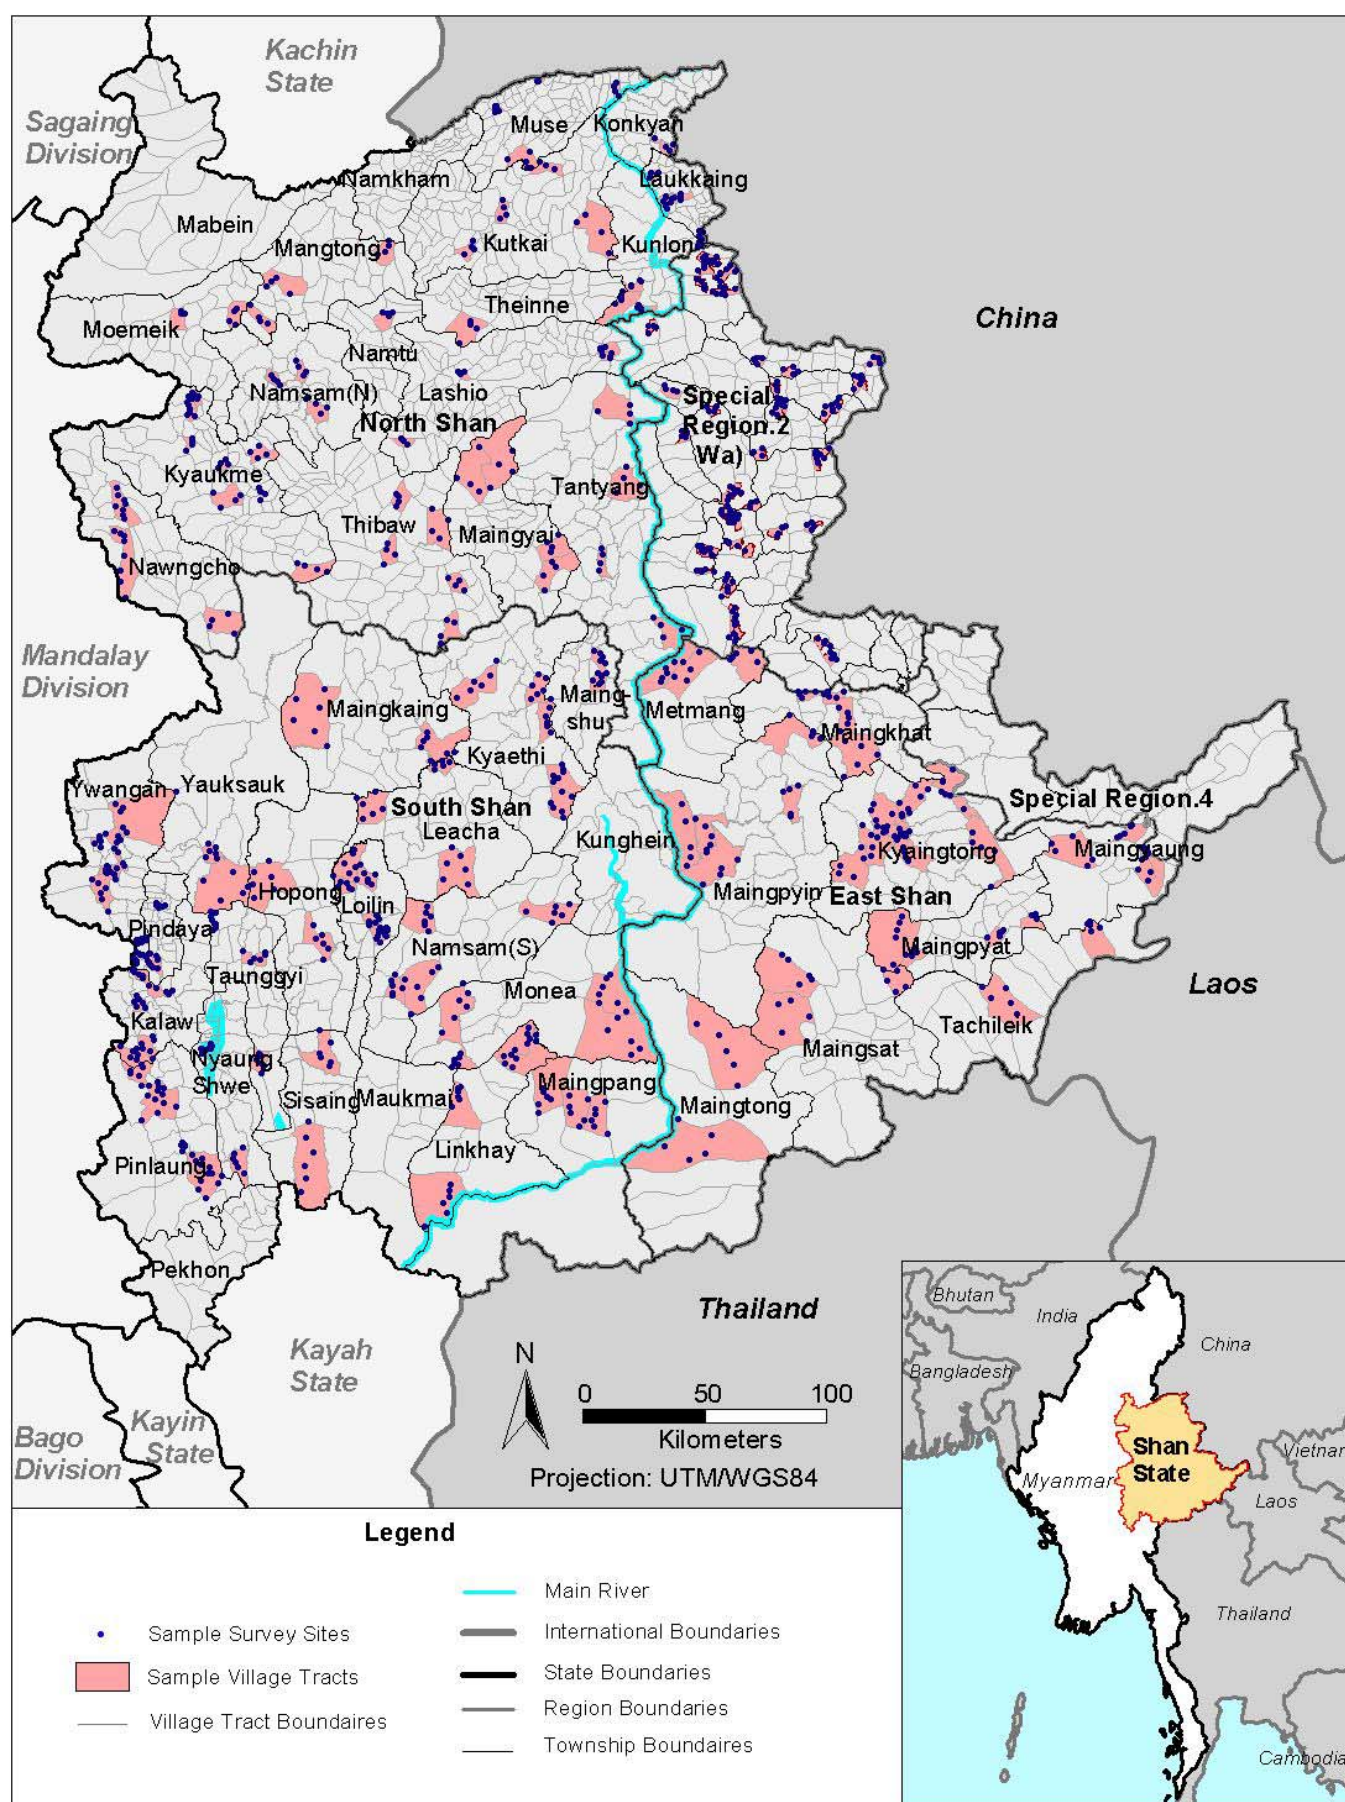 Kachin
State
Sagaing
Division
Muse
Konkyan
Namkham
Laukkaing
Mabein
Mangtong
Kutkai
Kunlon
Theinne
China
Moemeik
Namtu
Namsam(N)
Lashio
Special
Region.2
Wa)
North Shan
Kyaukme
Tantyang
Thibaw
Maingyai
Nawngcho
Mandalay
Division
Maingkaing
Maing-
shu
Metmang
Maingkhat
Kyaethi
Ywangan
Yauksauk
South Shan
Leacha
Special Region.4
Kunghein
Kyaingtong
Maingyaung
Hopong
Loilin
Maingpyin
East Shan
Pindaya
Namsam(S)
Maingpyat
Taunggyi
Monea
Laos
Kalaw
Tachileik
Nyaung
Shwe
Maingsat
Sisaing
Maukmai
Maingpang
Maingtong
Linkhay
Pinlaung
Pekhon
Thailand
Kayah
State
Kayin
State
Bago
Division
N
0 50 100
Kilometers
Projection: UTM/WGS84
Bhutan
India
China
Bangladesh
Shan
State
Vietnar
Myanmar
Laos
Thailand
Cambodia
Legend
Sample Survey Sites
Sample Village Tracts
Village Tract Boundaires
Main River
International Boundaries
State Boundaries
Region Boundaries
Township Boundaires